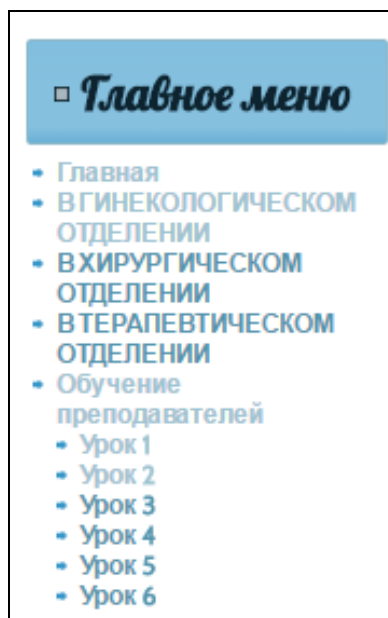 Главное меню
Главная
В ГИНЕКОЛОГИЧЕСКОМ
ОТДЕЛЕНИИ
В ХИРУРГИЧЕСКОМ
ОТДЕЛЕНИИ
В ТЕРАПЕВТИЧЕСКОМ
ОТДЕЛЕНИИ
Обучение
преподавателей
Урок 1
Урок 2
Урок 3
Урок 4
Урок 5
Урок 6